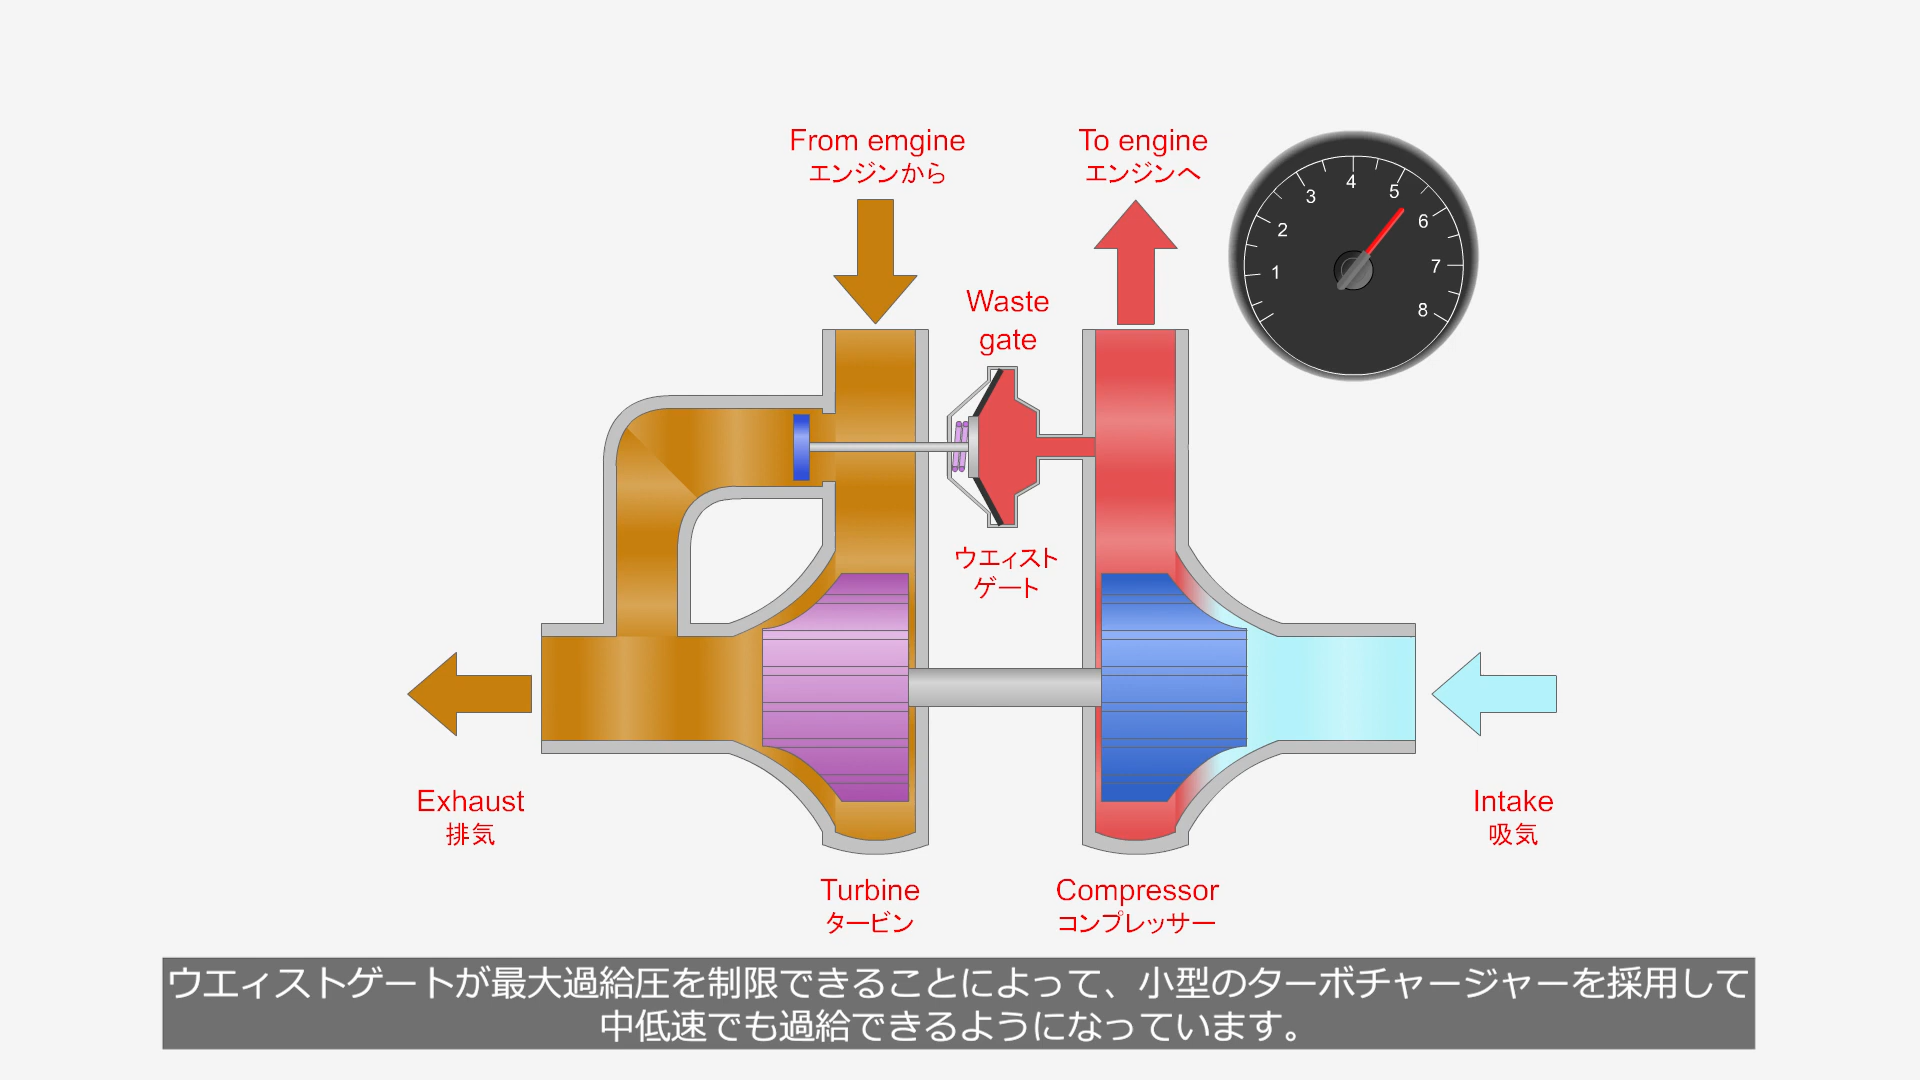 From emgine
エンジンから
To engine
エンジンへ
1
2
3
4
5
6
7
8
Waste
gate
ウエィスト
ゲート
Exhaust
排気
Intake
吸気
Turbine
タービン
Compressor
コンプレッサー
ウエィストゲートが最大過給圧を制限できることによって、小型のターボチャージャーを採用して
中低速でも過給できるようになっています。